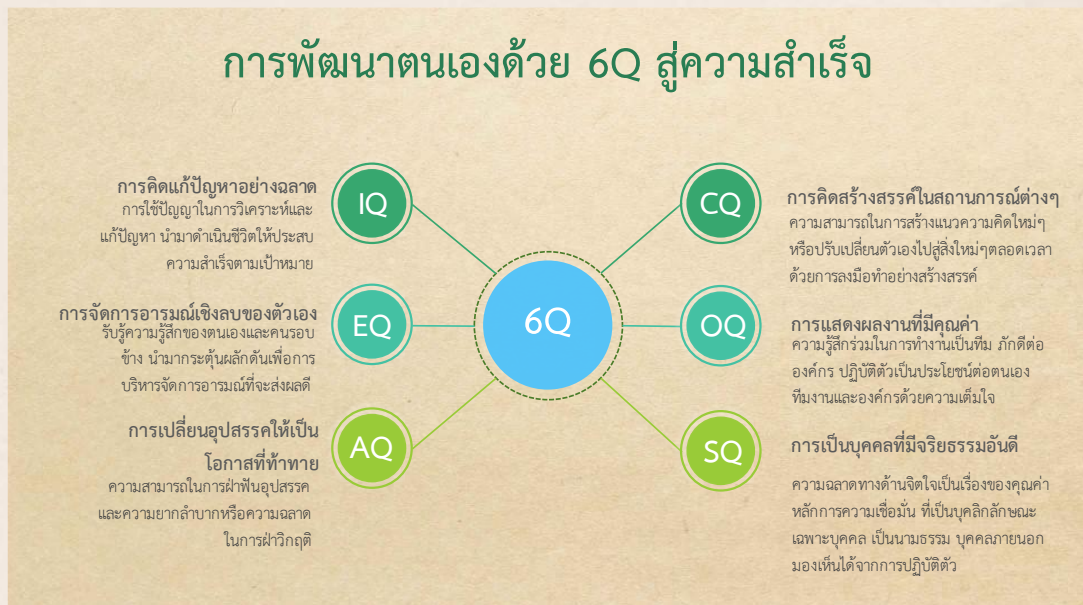 การพัฒนาตนเองด้วย 6Q สู่ความสำเร็จ
IQ
การคิดแก้ปัญหาอย่างฉลาด
การใช้ปัญญาในการวิเคราะห์และ
แก้ปัญหา นำมาดำเนินชีวิตให้ประสบ
ความสำเร็จตามเป้าหมาย
EQ
การจัดการอารมณ์เชิงลบของตัวเอง
รับรู้ความรู้สึกของตนเองและคนรอบ
ข้าง นำมากระตุ้นผลักดันเพื่อการ
บริหารจัดการอารมณ์ที่จะส่งผลดี
AQ
การเปลี่ยนอุปสรรคให้เป็น
โอกาสที่ท้าทาย
ความสามารถในการฝ่าฟันอุปสรรค
และความยากลำบากหรือความฉลาด
ในการฝ่าวิกฤติ
6Q
CQ
การคิดสร้างสรรค์ในสถานการณ์ต่างๆ
ความสามารถในการสร้างแนวความคิดใหม่ๆ
หรือปรับเปลี่ยนตัวเองไปสู่สิ่งใหม่ๆตลอดเวลา
ด้วยการลงมือทำอย่างสร้างสรรค์
OQ
การแสดงผลงานที่มีคุณค่า
ความรู้สึกร่วมในการทำงานเป็นทีม ภักดีต่อ
องค์กร ปฏิบัติตัวเป็นประโยชน์ต่อตนเอง
ทีมงานและองค์กรด้วยความเต็มใจ
SQ
การเป็นบุคคลที่มีจริยธรรมอันดี
ความฉลาดทางด้านจิตใจเป็นเรื่องของคุณค่า
หลักการความเชื่อมั่น ที่เป็นบุคลิกลักษณะ
เฉพาะบุคคล เป็นนามธรรม บุคคลภายนอก
มองเห็นได้จากการปฏิบัติตัว